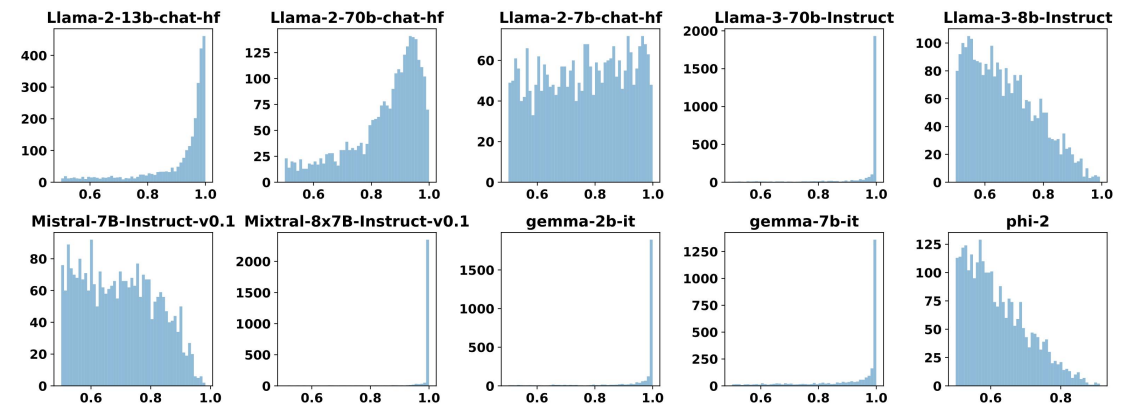 Llama-2-13b-chat-hf
400
300
200
100
0
0.6 0.8 1.0
Llama-2-70b-chat-hf
125
100
75
50
25
0
0.6 0.8 1.0
Llama-2-7b-chat-hf
60
40
20
0
0.6 0.8 1.0
Llama-3-70b-Instruct
2000
1500
1000
500
0
0.6 0.8 1.0
Llama-3-8b-Instruct
100
80
60
40
20
0
0.6 0.8 1.0
Mistral-7B-Instruct-v0.1
80
60
40
20
0
0.6 0.8 1.0
Mixtral-8x7B-Instruct-v0.1
2000
1500
1000
500
0
0.6 0.8 1.0
gemma-2b-it
1500
1000
500
0
0.6 0.8 1.0
gemma-7b-it
1250
1000
750
500
250
0
0.6 0.8 1.0
phi-2
125
100
75
50
25
0
0.6 0.8